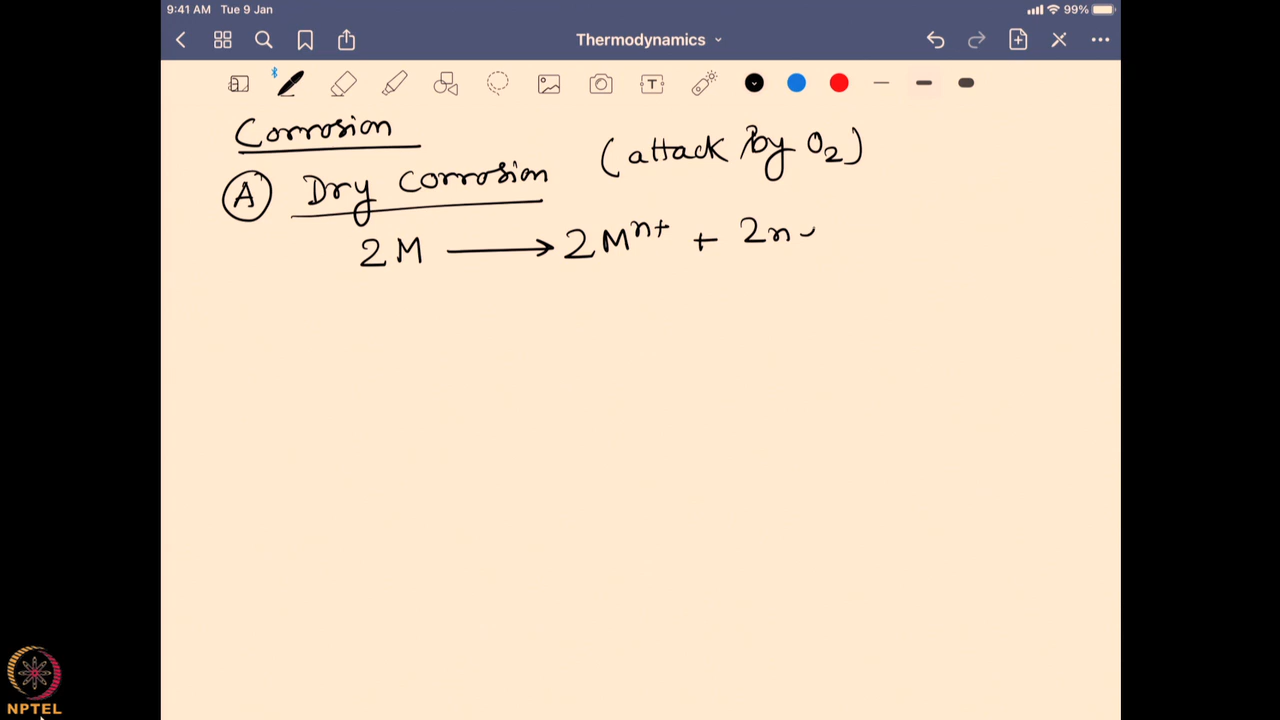 9:41 AM Tue 9 Jan 99%
Thermodynamics
T
Corrosion
(attack by O₂)
A Dry Corrosion
2M ⟶ 2Mⁿ⁺ + 2n
NPTEL